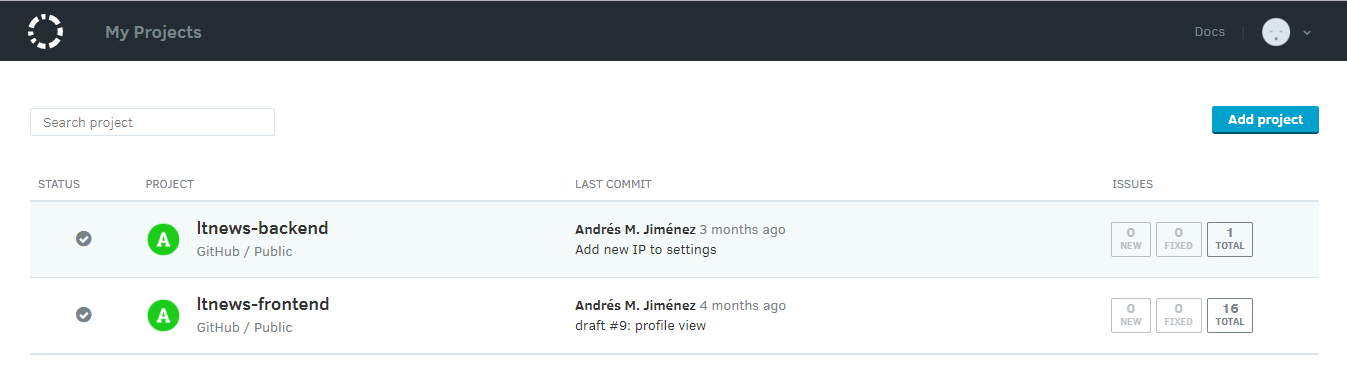 My Projects
Docs
Search project
Add project
STATUS PROJECT LAST COMMIT ISSUES
A ltnews-backend Andrés M. Jiménez 3 months ago 0 0 1
GitHub / Public Add new IP to settings NEW FIXED TOTAL
A ltnews-frontend Andrés M. Jiménez 4 months ago 0 0 16
GitHub / Public draft #9: profile view NEW FIXED TOTAL